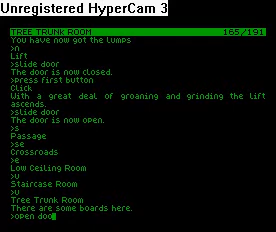 Unregistered HyperCam 3
TREE TRUNK ROOM 165/191
You have now got the lumps
>n
Lift
>slide door
The door is now closed.
>press first button
Click
With a great deal of groaning and grinding the lift
ascends.
>slide door
The door is now open.
>s
Passage
>se
Crossroads
>e
Low Ceiling Room
>u
Staircase Room
>u
Tree Trunk Room
There are some boards here.
>open doo